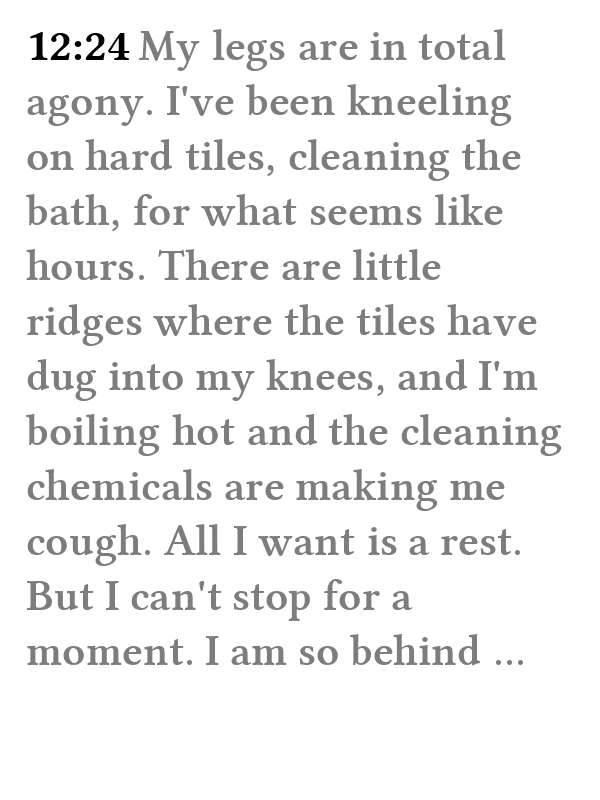 12:24 My legs are in total
agony. I've been kneeling
on hard tiles, cleaning the
bath, for what seems like
hours. There are little
ridges where the tiles have
dug into my knees, and I'm
boiling hot and the cleaning
chemicals are making me
cough. All I want is a rest.
But I can't stop for a
moment. I am so behind ...